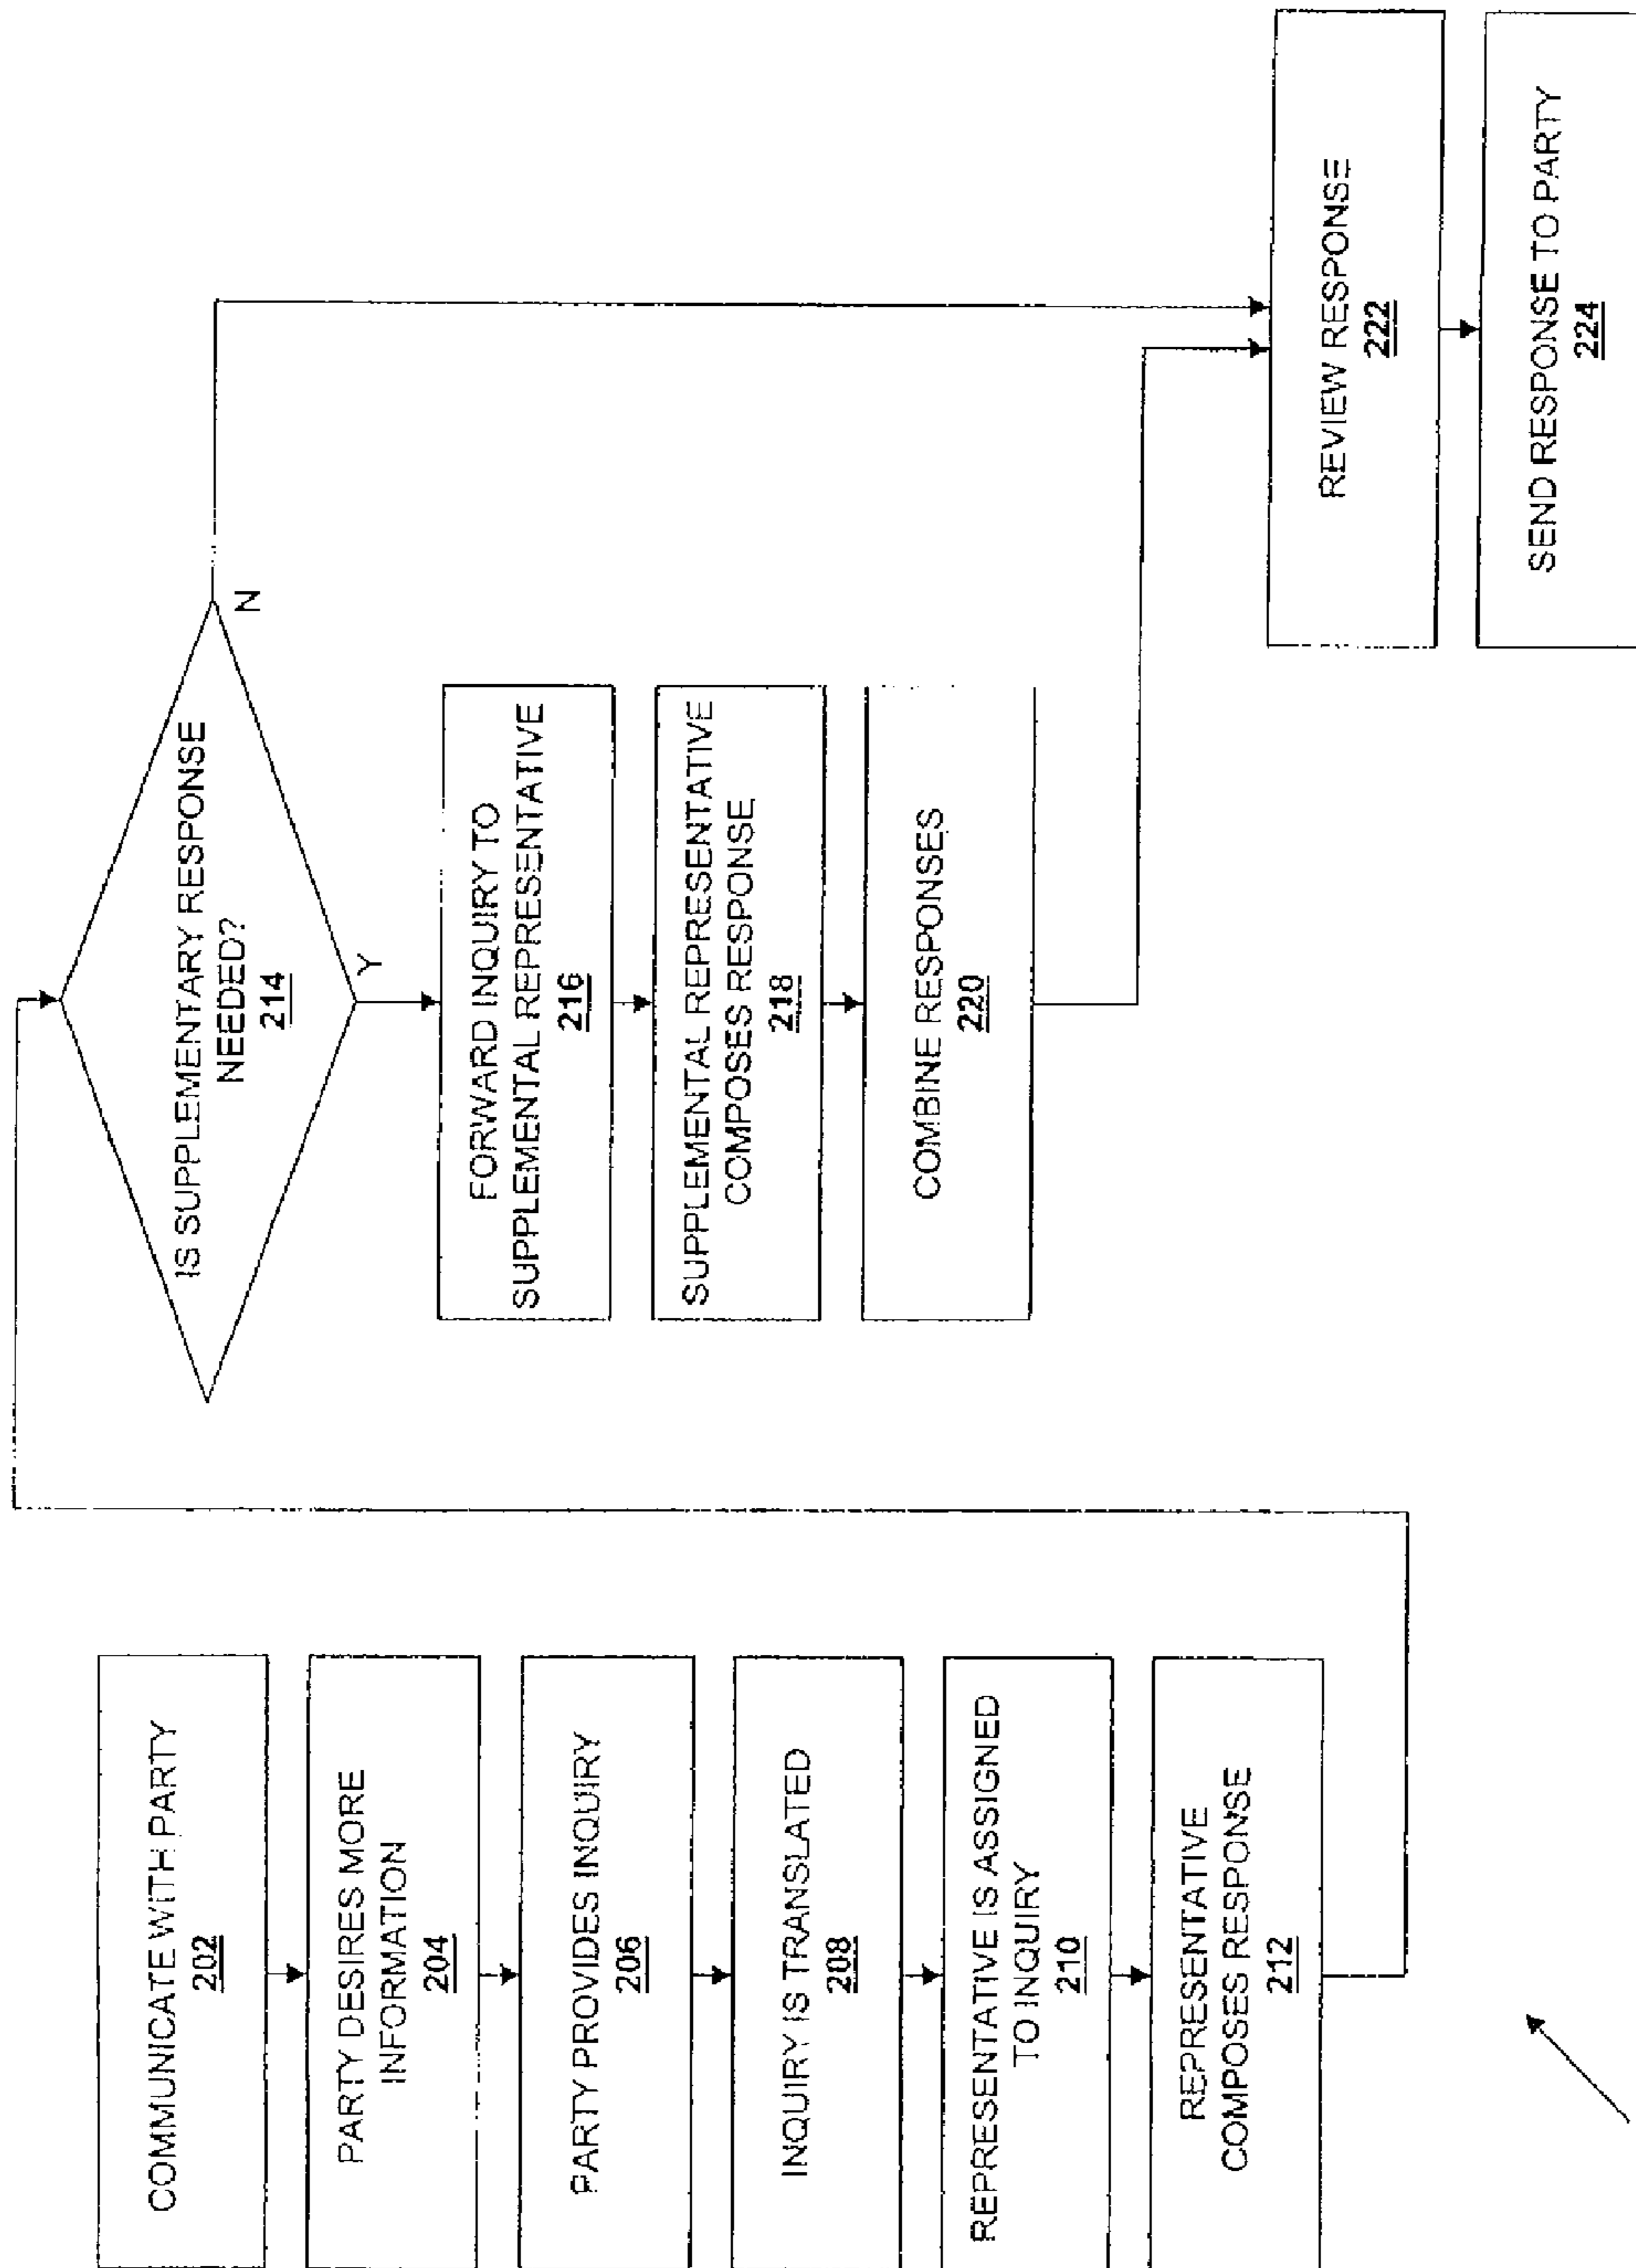 COMMUNICATE WITH PARTY
202
PARTY DESIRES MORE
INFORMATION
204
PARTY PROVIDES INQUIRY
206
INQUIRY IS TRANSLATED
208
REPRESENTATIVE IS ASSIGNED
TO INQUIRY
210
REPRESENTATIVE
COMPOSES RESPONSE
212
IS SUPPLEMENTARY RESPONSE
NEEDED?
214
Y
N
FORWARD INQUIRY TO
SUPPLEMENTAL REPRESENTATIVE
216
SUPPLEMENTAL REPRESENTATIVE
COMPOSES RESPONSE
218
COMBINE RESPONSES
220
REVIEW RESPONSE
222
SEND RESPONSE TO PARTY
224